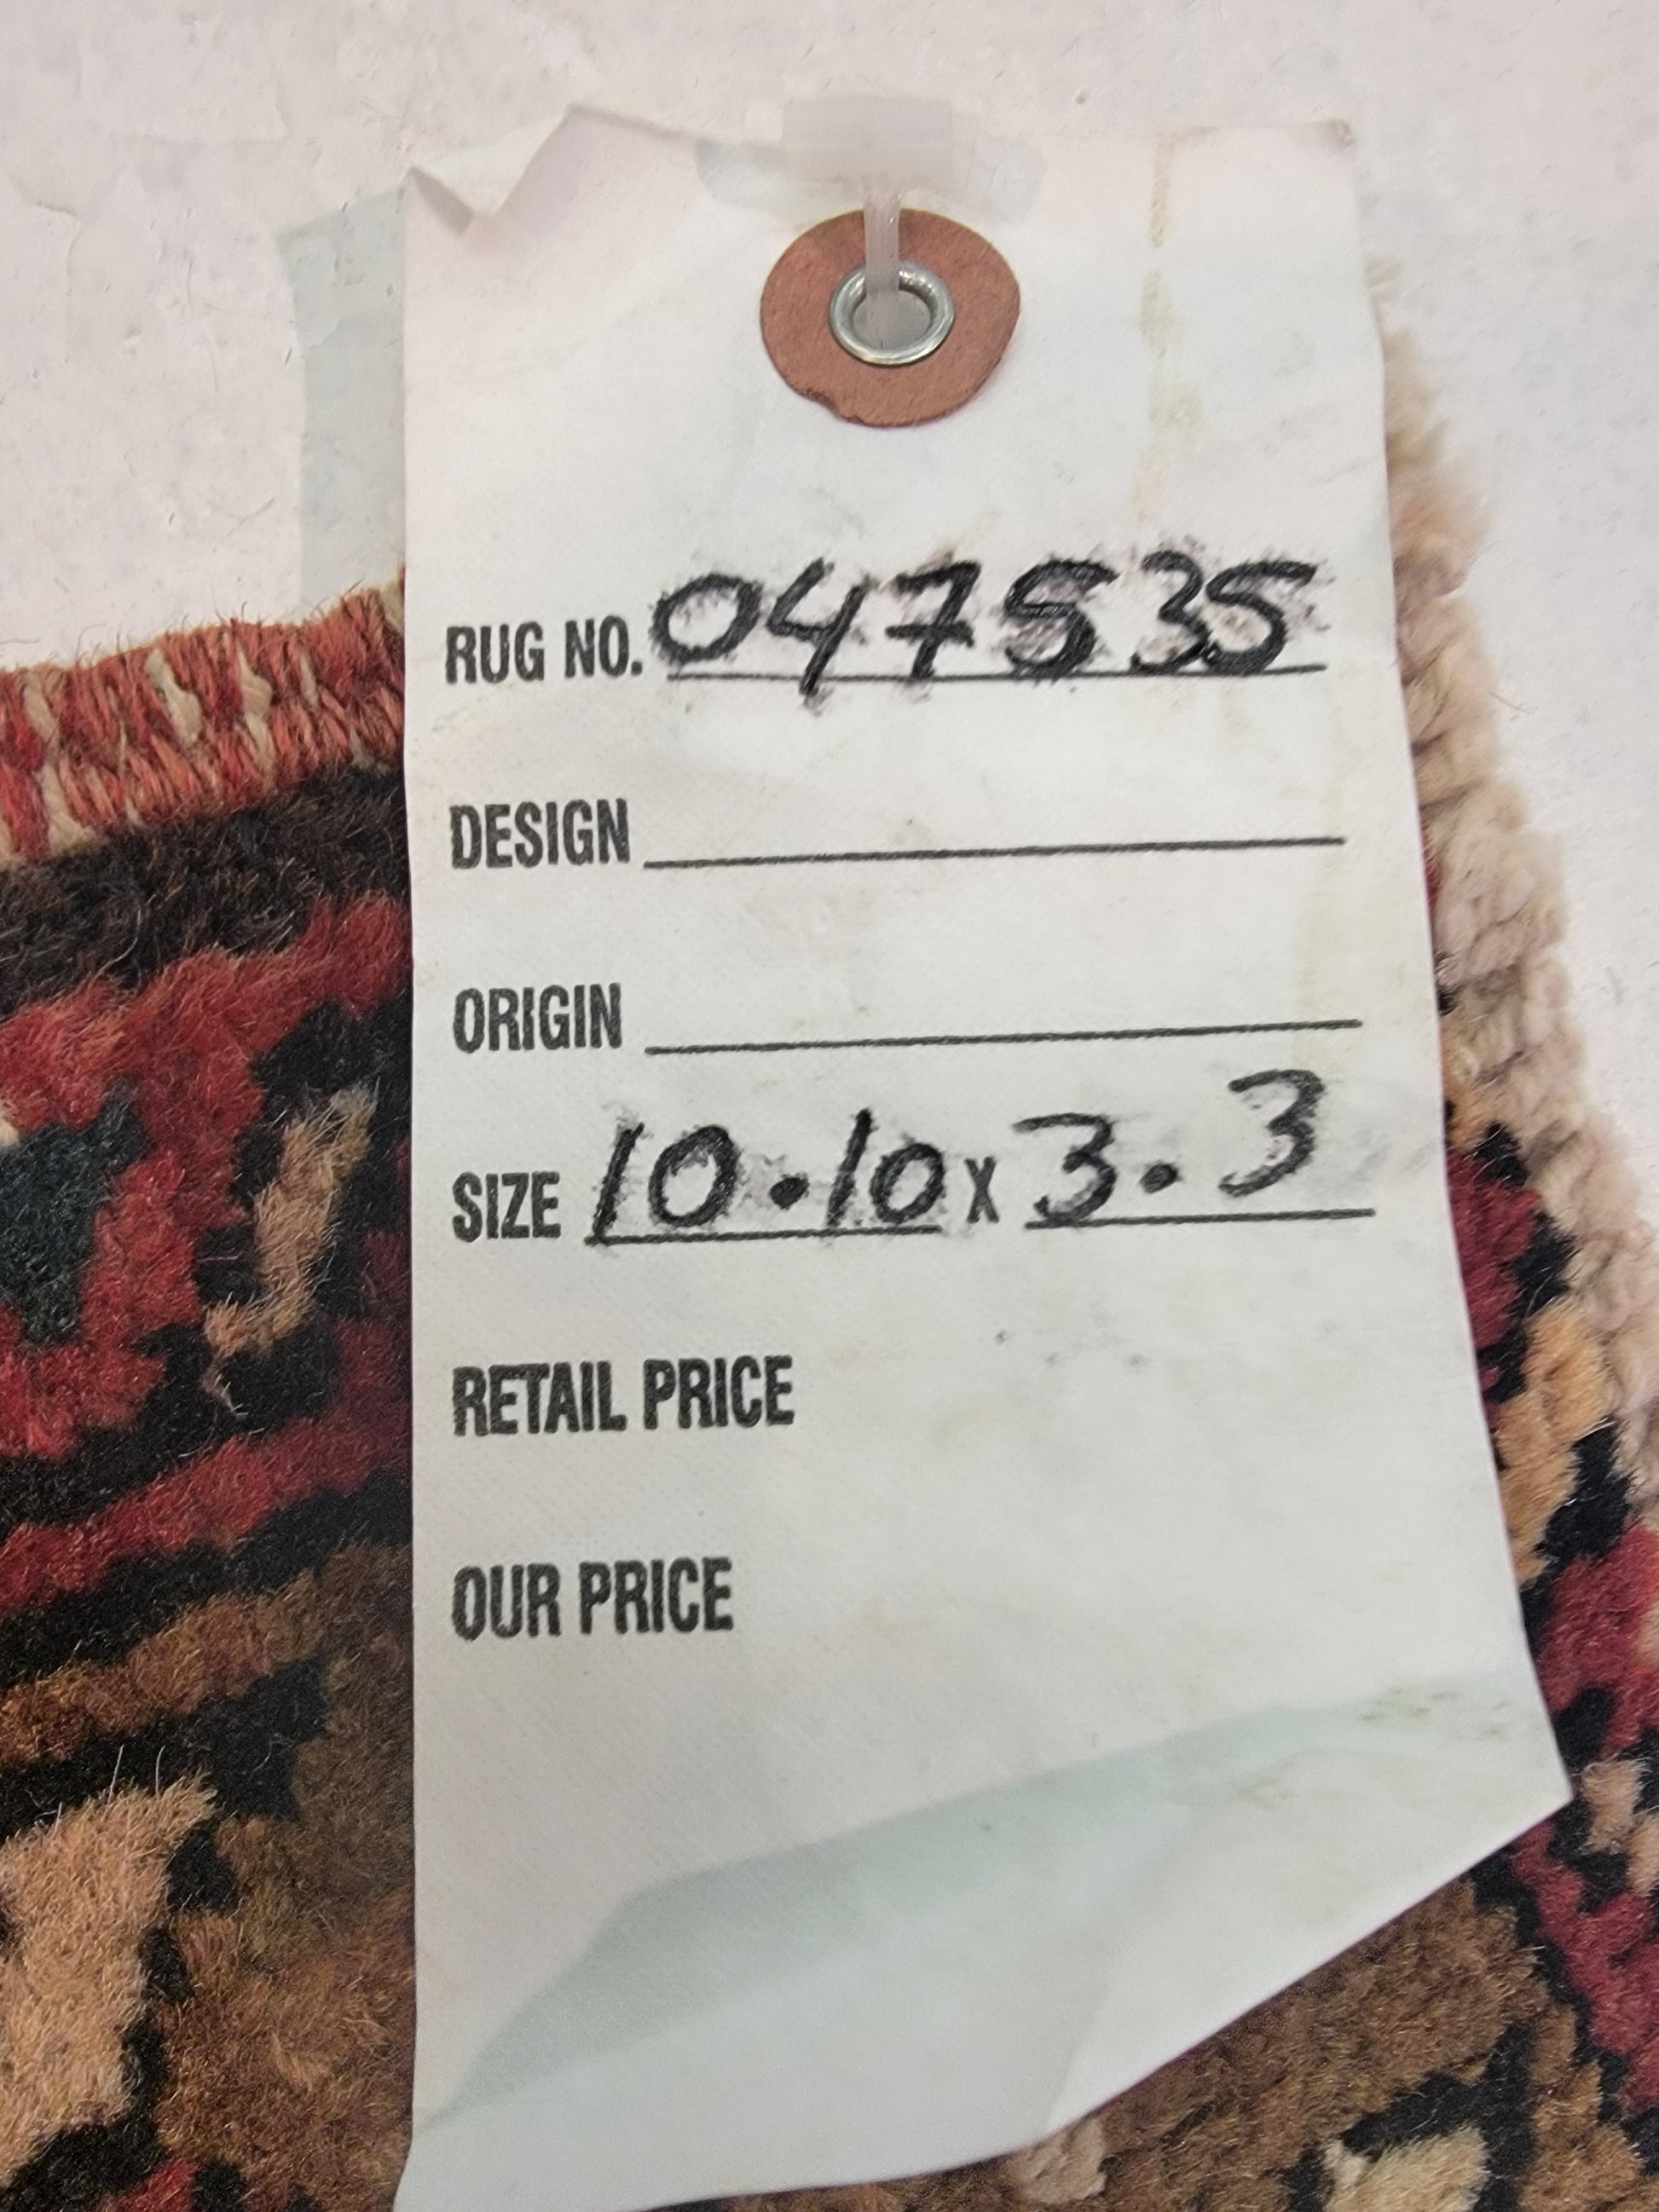 RUG NO. 047535
DESIGN
ORIGIN
SIZE 10.10 x 3.3
RETAIL PRICE
OUR PRICE